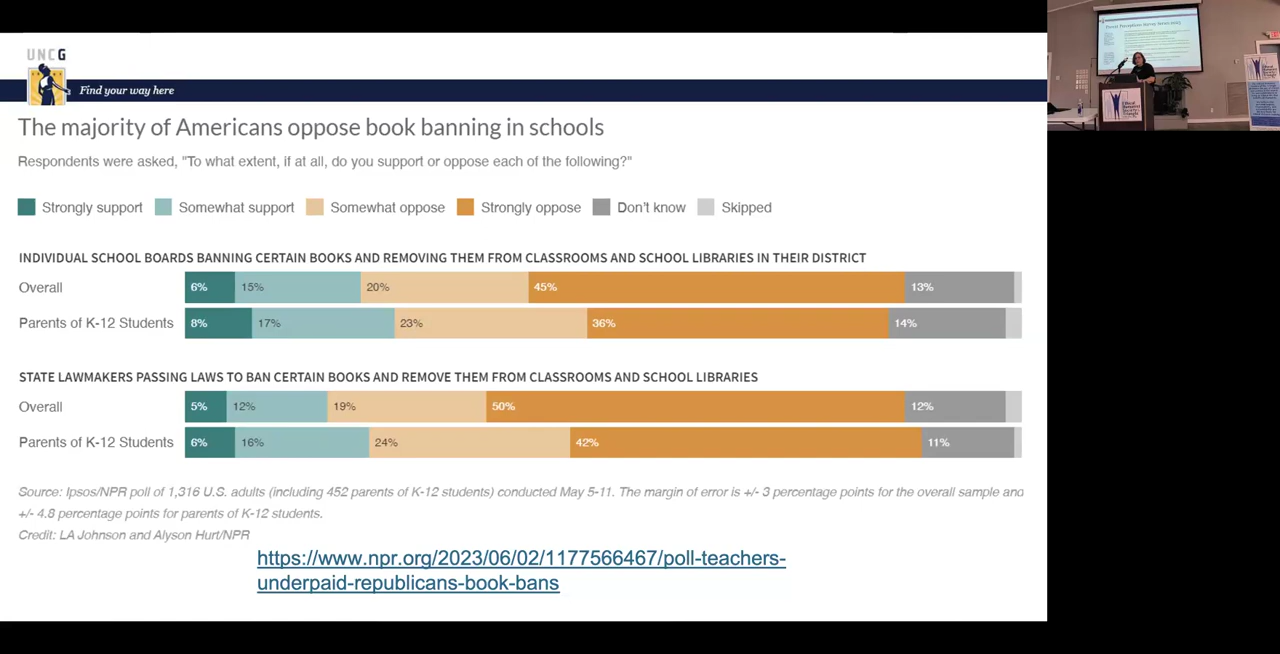 UNCG
Find your way here
The majority of Americans oppose book banning in schools
Respondents were asked, "To what extent, if at all, do you support or oppose each of the following?"
Strongly support Somewhat support Somewhat oppose Strongly oppose Don't know Skipped
INDIVIDUAL SCHOOL BOARDS BANNING CERTAIN BOOKS AND REMOVING THEM FROM CLASSROOMS AND SCHOOL LIBRARIES IN THEIR DISTRICT
Overall 6% 15% 20% 45% 13%
Parents of K-12 Students 8% 17% 23% 36% 14%
STATE LAWMAKERS PASSING LAWS TO BAN CERTAIN BOOKS AND REMOVE THEM FROM CLASSROOMS AND SCHOOL LIBRARIES
Overall 5% 12% 19% 50% 12%
Parents of K-12 Students 6% 16% 24% 42% 11%
Source: Ipsos/NPR poll of 1,316 U.S. adults (including 452 parents of K-12 students) conducted May 5-11. The margin of error is +/- 3 percentage points for the overall sample and
+/- 4.8 percentage points for parents of K-12 students.
Credit: LA Johnson and Alyson Hurt/NPR
https://www.npr.org/2023/06/02/1177566467/poll-teachers-
underpaid-republicans-book-bans